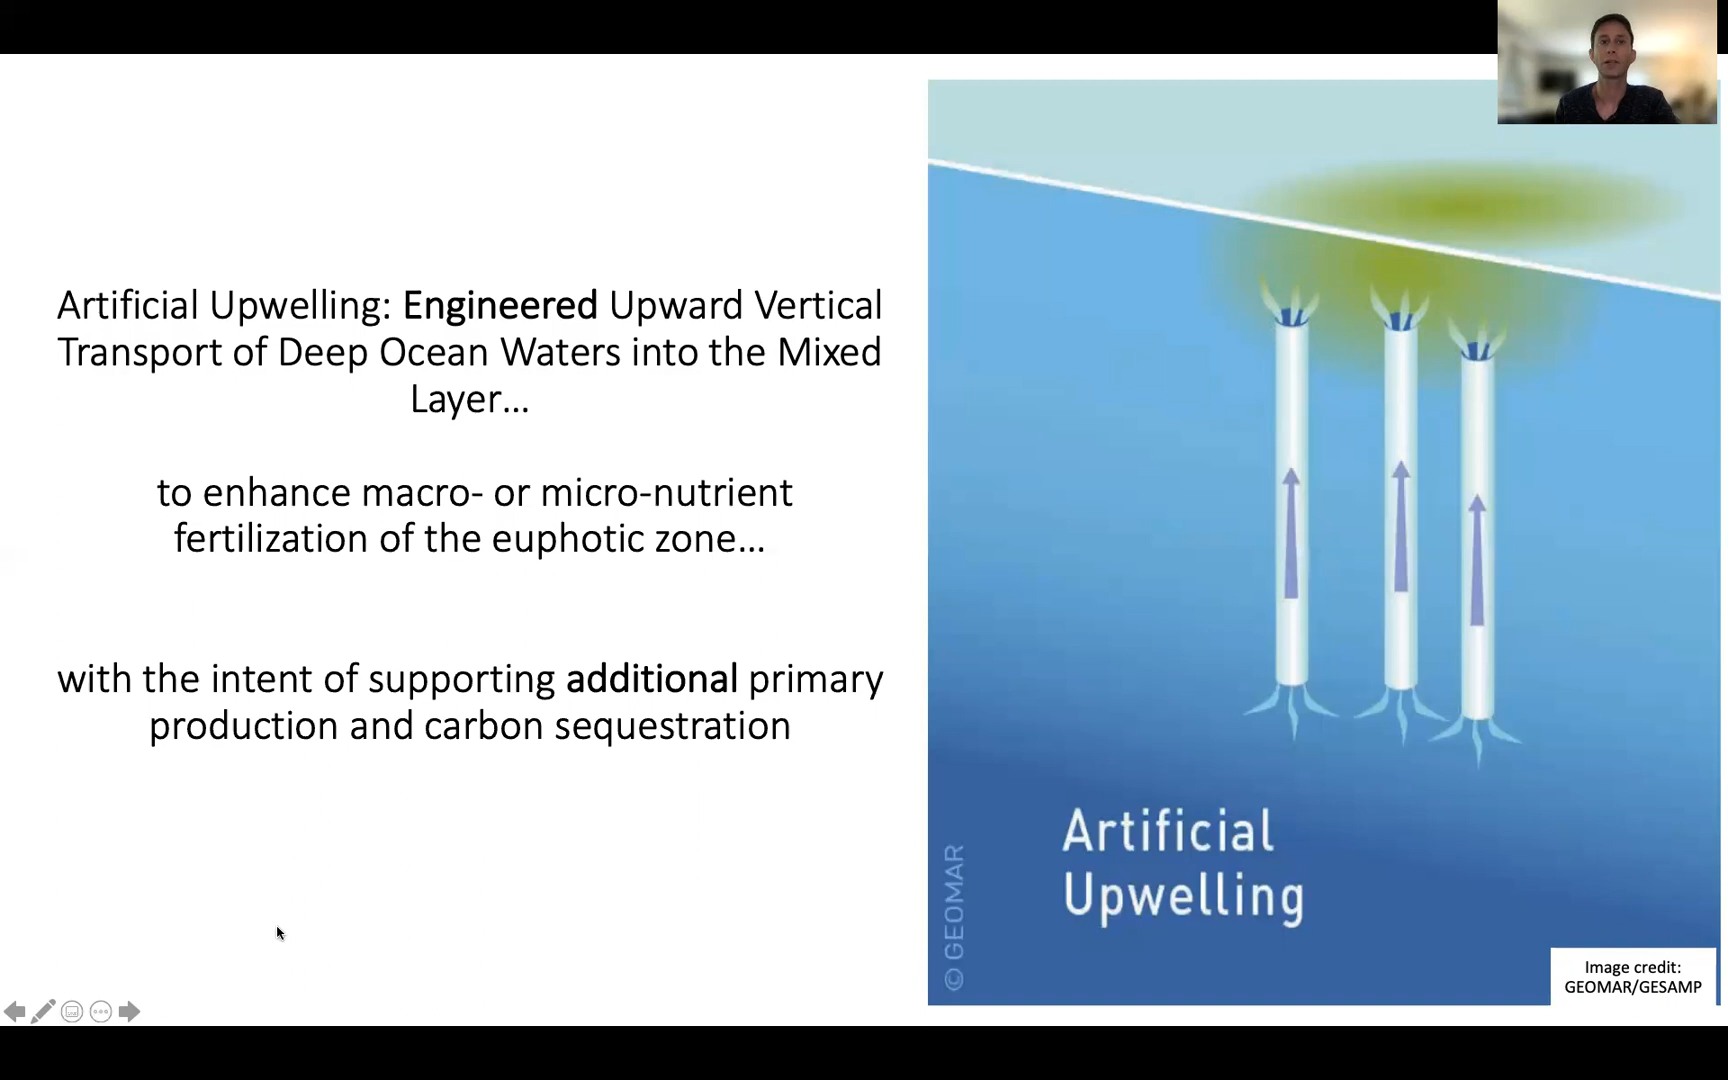 Artificial Upwelling: Engineered Upward Vertical
Transport of Deep Ocean Waters into the Mixed
Layer...
to enhance macro- or micro-nutrient
fertilization of the euphotic zone...
with the intent of supporting additional primary
production and carbon sequestration
Artificial
Upwelling
© GEOMAR
Image credit:
GEOMAR/GESAMP